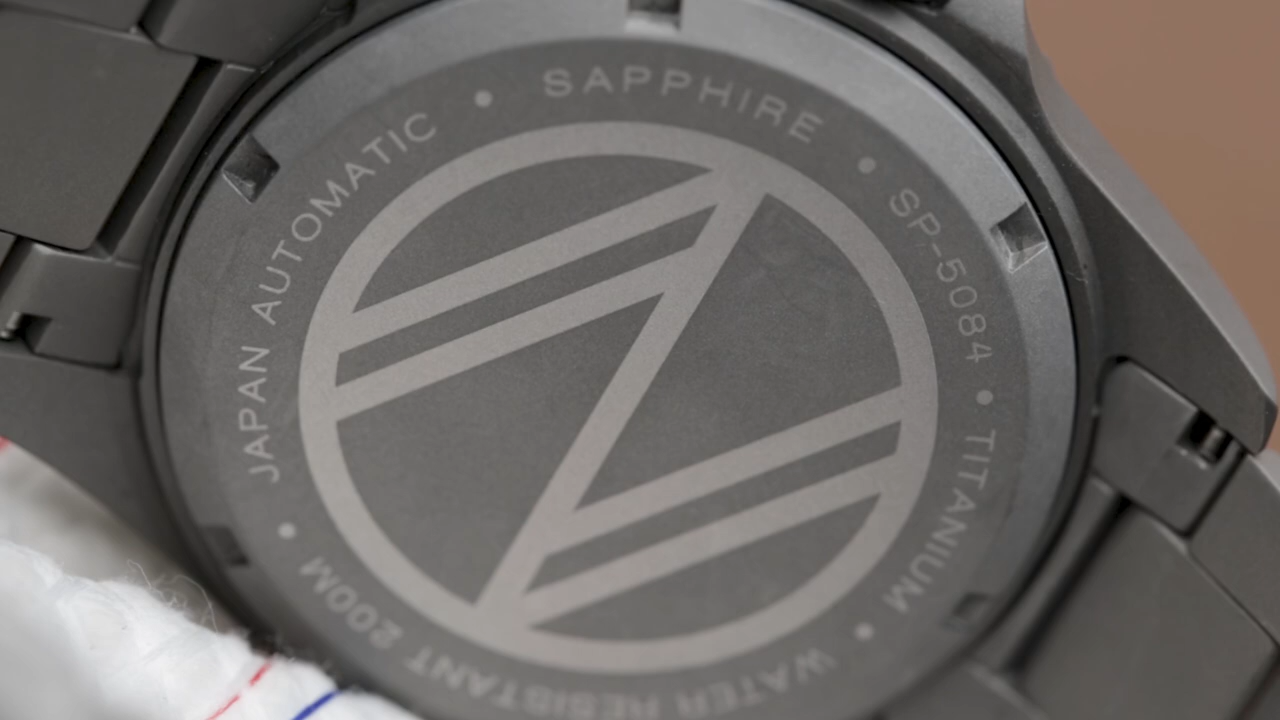 JAPAN AUTOMATIC • SAPPHIRE • SP-5084 • TITANIUM • WATER RESISTANT 200M •